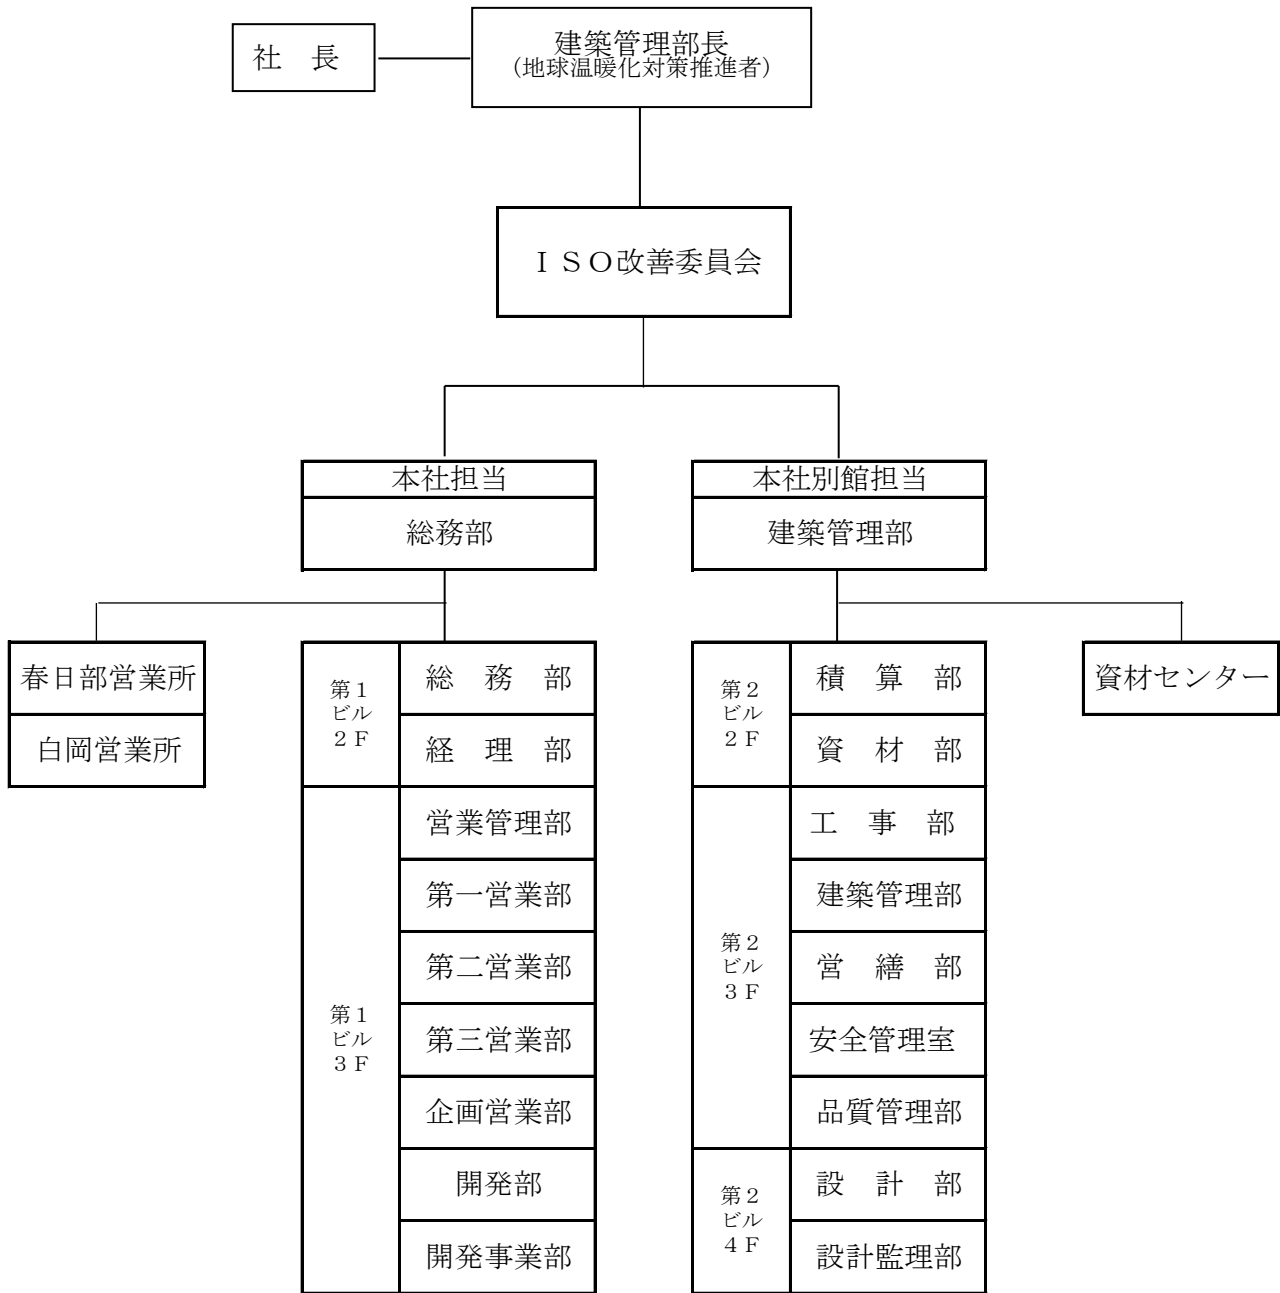 社　長
建築管理部長
（地球温暖化対策推進者）
ＩＳＯ改善委員会
本社担当
総務部
本社別館担当
建築管理部
春日部営業所
白岡営業所
第１
ビル
２Ｆ
総　務　部
経　理　部
第１
ビル
３Ｆ
営業管理部
第一営業部
第二営業部
第三営業部
企画営業部
開発部
開発事業部
第２
ビル
２Ｆ
積　算　部
資　材　部
第２
ビル
３Ｆ
工　事　部
建築管理部
営　繕　部
安全管理室
品質管理部
第２
ビル
４Ｆ
設　計　部
設計監理部
資材センター